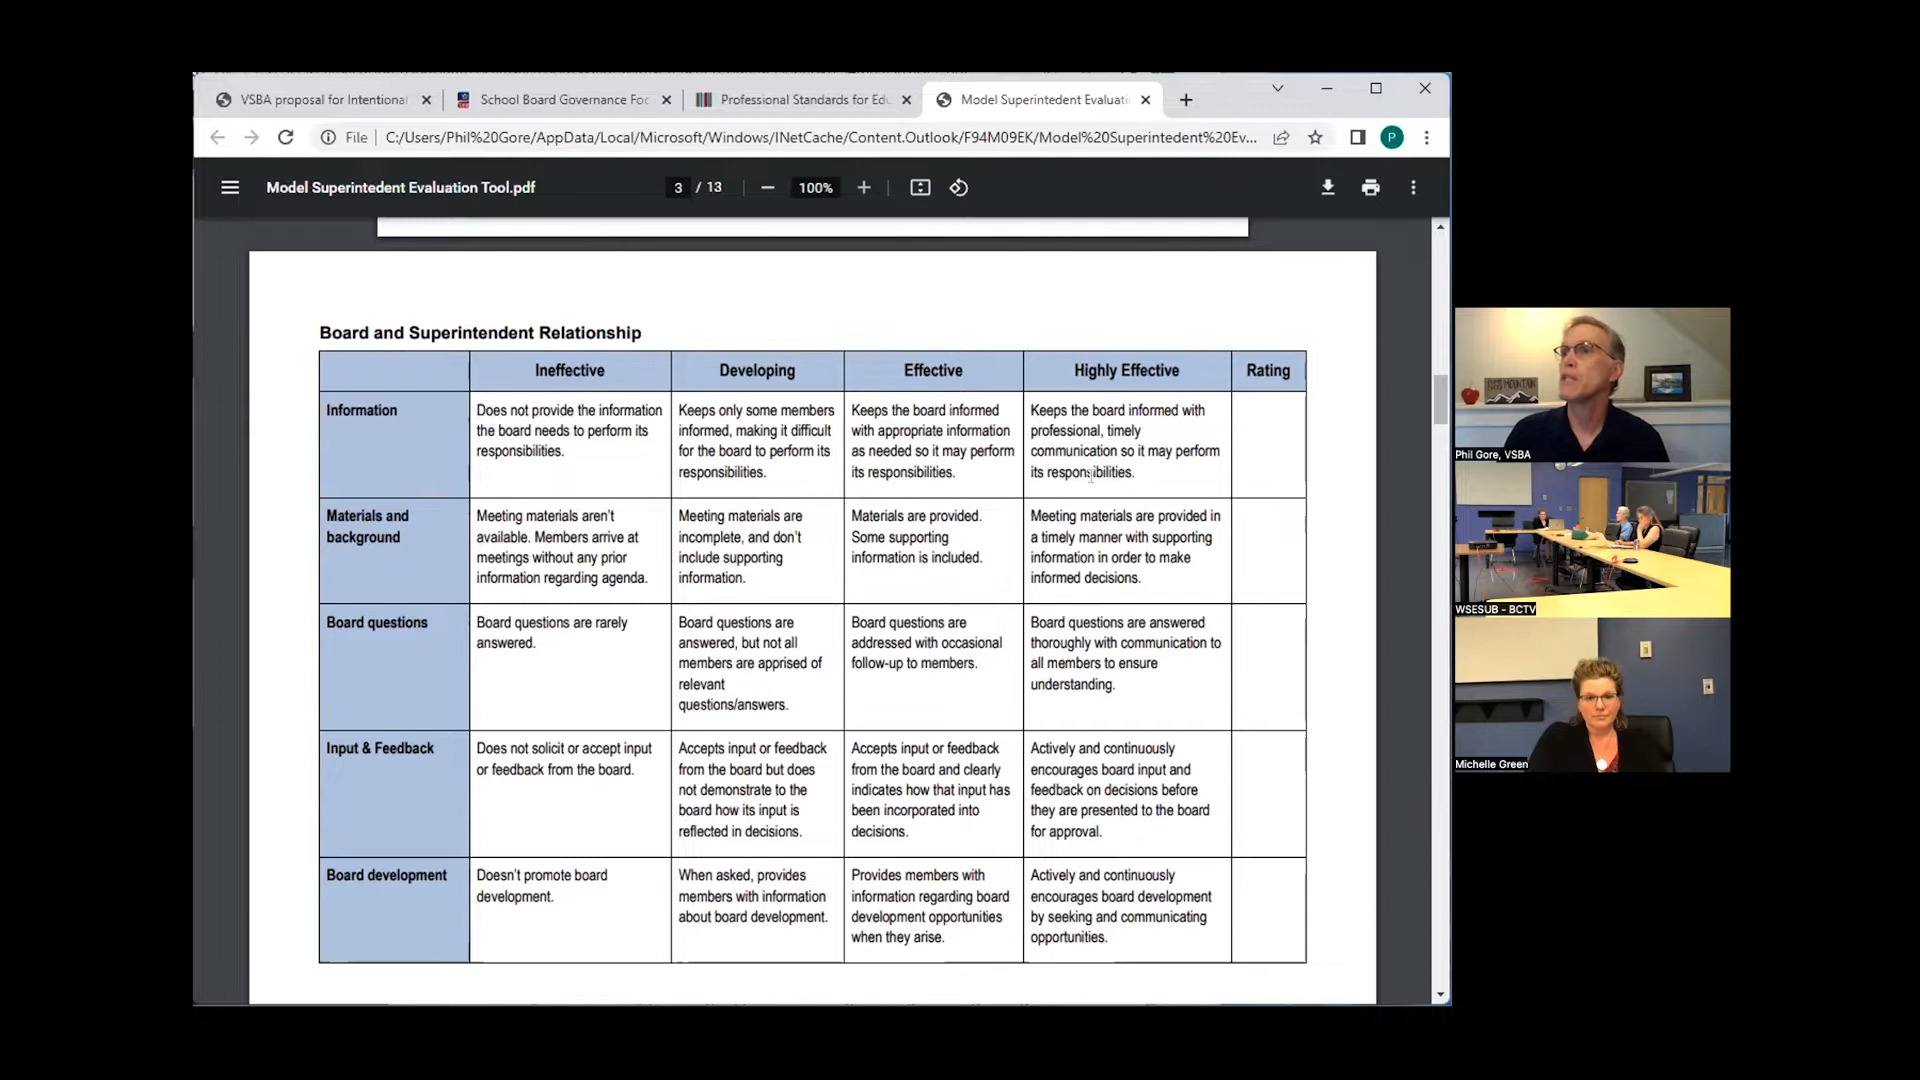 VSBA proposal for Intentional
School Board Governance Foc
Professional Standards for Edu
Model Superintedent Evaluati
File
C:/Users/Phil%20Gore/AppData/Local/Microsoft/Windows/INetCache/Content.Outlook/F94M09EK/Model%20Superintedent%20Ev...
P
Model Superintedent Evaluation Tool.pdf
3 / 13
100%
Board and Superintendent Relationship
Ineffective
Developing
Effective
Highly Effective
Rating
Information
Does not provide the information
the board needs to perform its
responsibilities.
Keeps only some members
informed, making it difficult
for the board to perform its
responsibilities.
Keeps the board informed
with appropriate information
as needed so it may perform
its responsibilities.
Keeps the board informed with
professional, timely
communication so it may perform
its responsibilities.
Materials and
background
Meeting materials aren't
available. Members arrive at
meetings without any prior
information regarding agenda.
Meeting materials are
incomplete, and don't
include supporting
information.
Materials are provided.
Some supporting
information is included.
Meeting materials are provided in
a timely manner with supporting
information in order to make
informed decisions.
Board questions
Board questions are rarely
answered.
Board questions are
answered, but not all
members are apprised of
relevant
questions/answers.
Board questions are
addressed with occasional
follow-up to members.
Board questions are answered
thoroughly with communication to
all members to ensure
understanding.
Input & Feedback
Does not solicit or accept input
or feedback from the board.
Accepts input or feedback
from the board but does
not demonstrate to the
board how its input is
reflected in decisions.
Accepts input or feedback
from the board and clearly
indicates how that input has
been incorporated into
decisions.
Actively and continuously
encourages board input and
feedback on decisions before
they are presented to the board
for approval.
Board development
Doesn't promote board
development.
When asked, provides
members with information
about board development.
Provides members with
information regarding board
development opportunities
when they arise.
Actively and continuously
encourages board development
by seeking and communicating
opportunities.
Phil Gore, VSBA
WSESUB - BCTV
Michelle Green